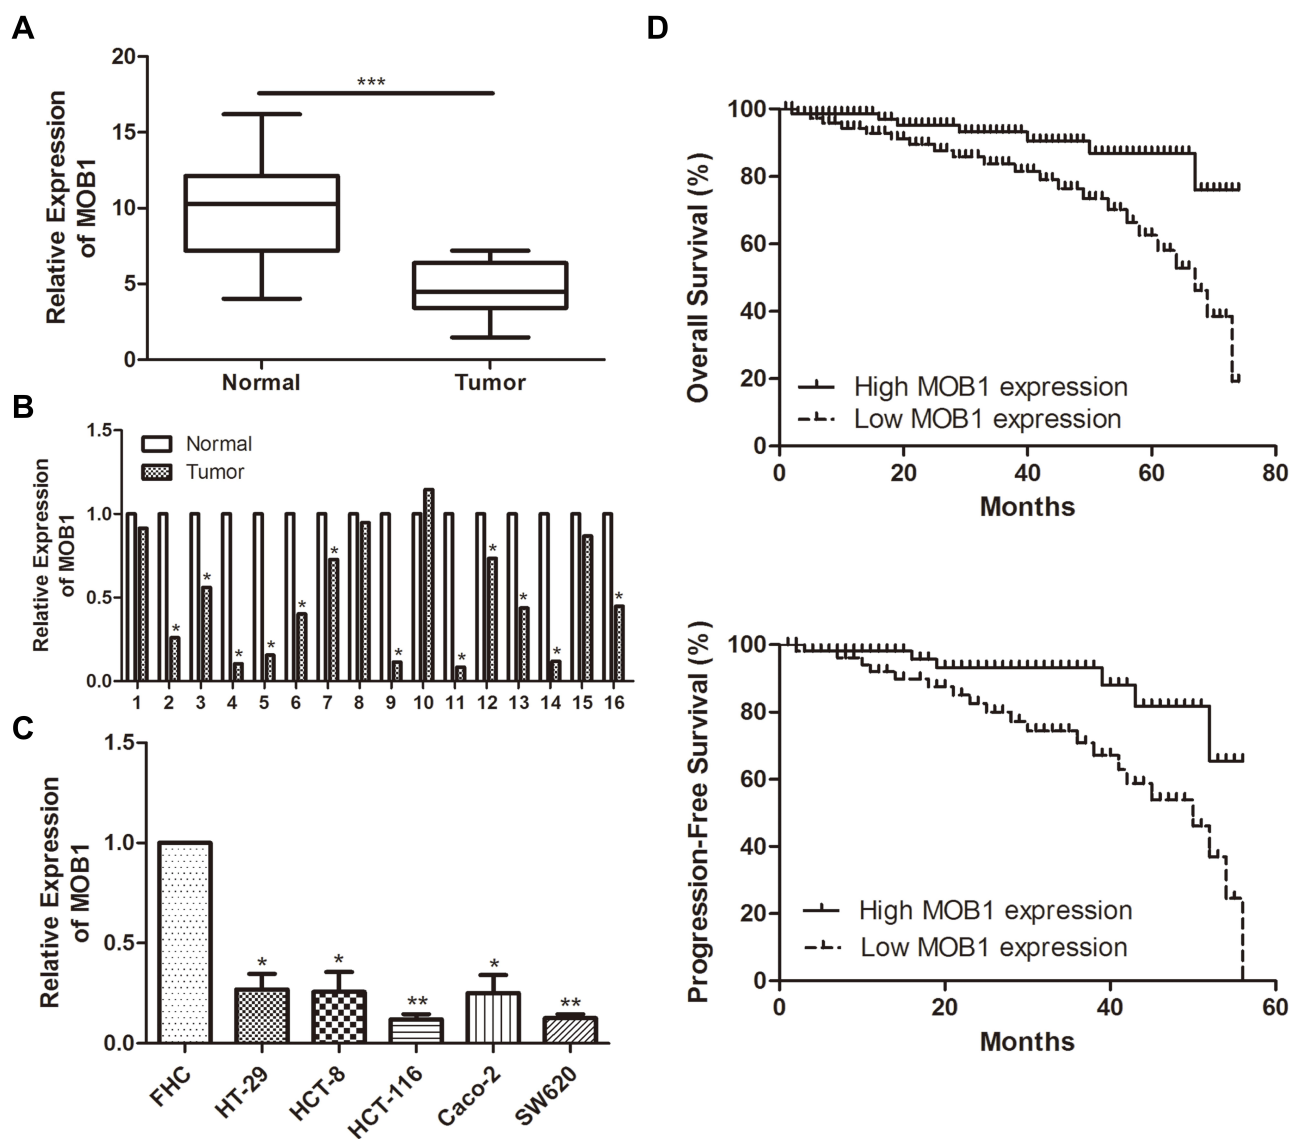 A
Relative Expression
of MOB1
20
15
10
5
0
***
Normal
Tumor
B
Relative Expression
of MOB1
1.5
1.0
0.5
0.0
Normal
Tumor
* * * * * * * * * * * *
1 2 3 4 5 6 7 8 9 10 11 12 13 14 15 16
C
Relative Expression
of MOB1
1.5
1.0
0.5
0.0
* * ** * **
FHC
HT-29
HCT-8
HCT-116
Caco-2
SW620
D
Overall Survival (%)
100
80
60
40
20
0
High MOB1 expression
Low MOB1 expression
0 20 40 60 80
Months
Progression-Free Survival (%)
100
80
60
40
20
0
High MOB1 expression
Low MOB1 expression
0 20 40 60
Months